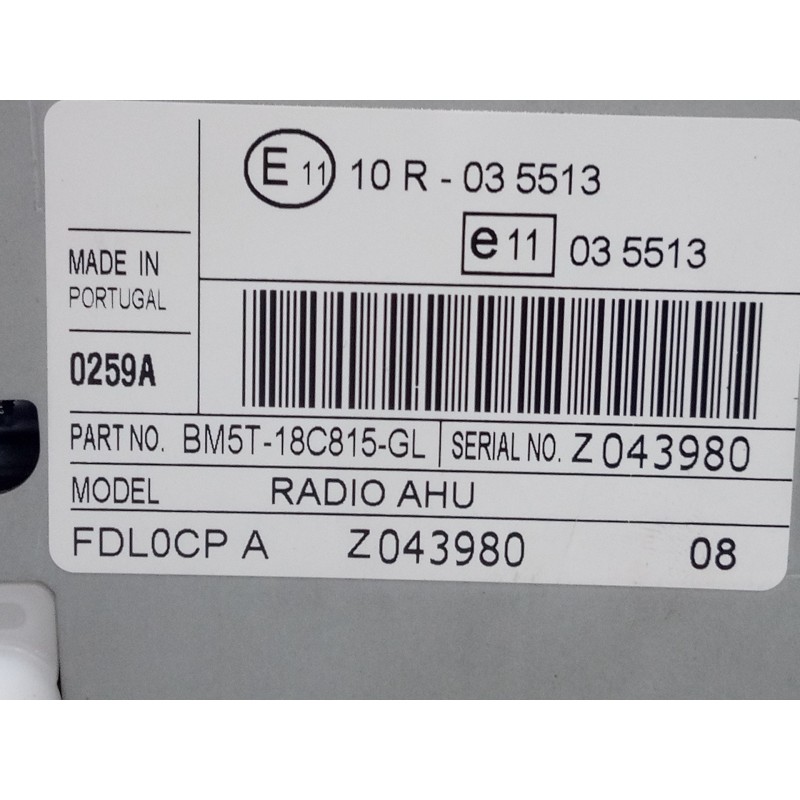 E 11 10 R - 03 5513
e 11 03 5513
MADE IN
PORTUGAL
0259A
PART NO. BM5T-18C815-GL SERIAL NO. Z043980
MODEL RADIO AHU
FDL0CP A Z043980 08